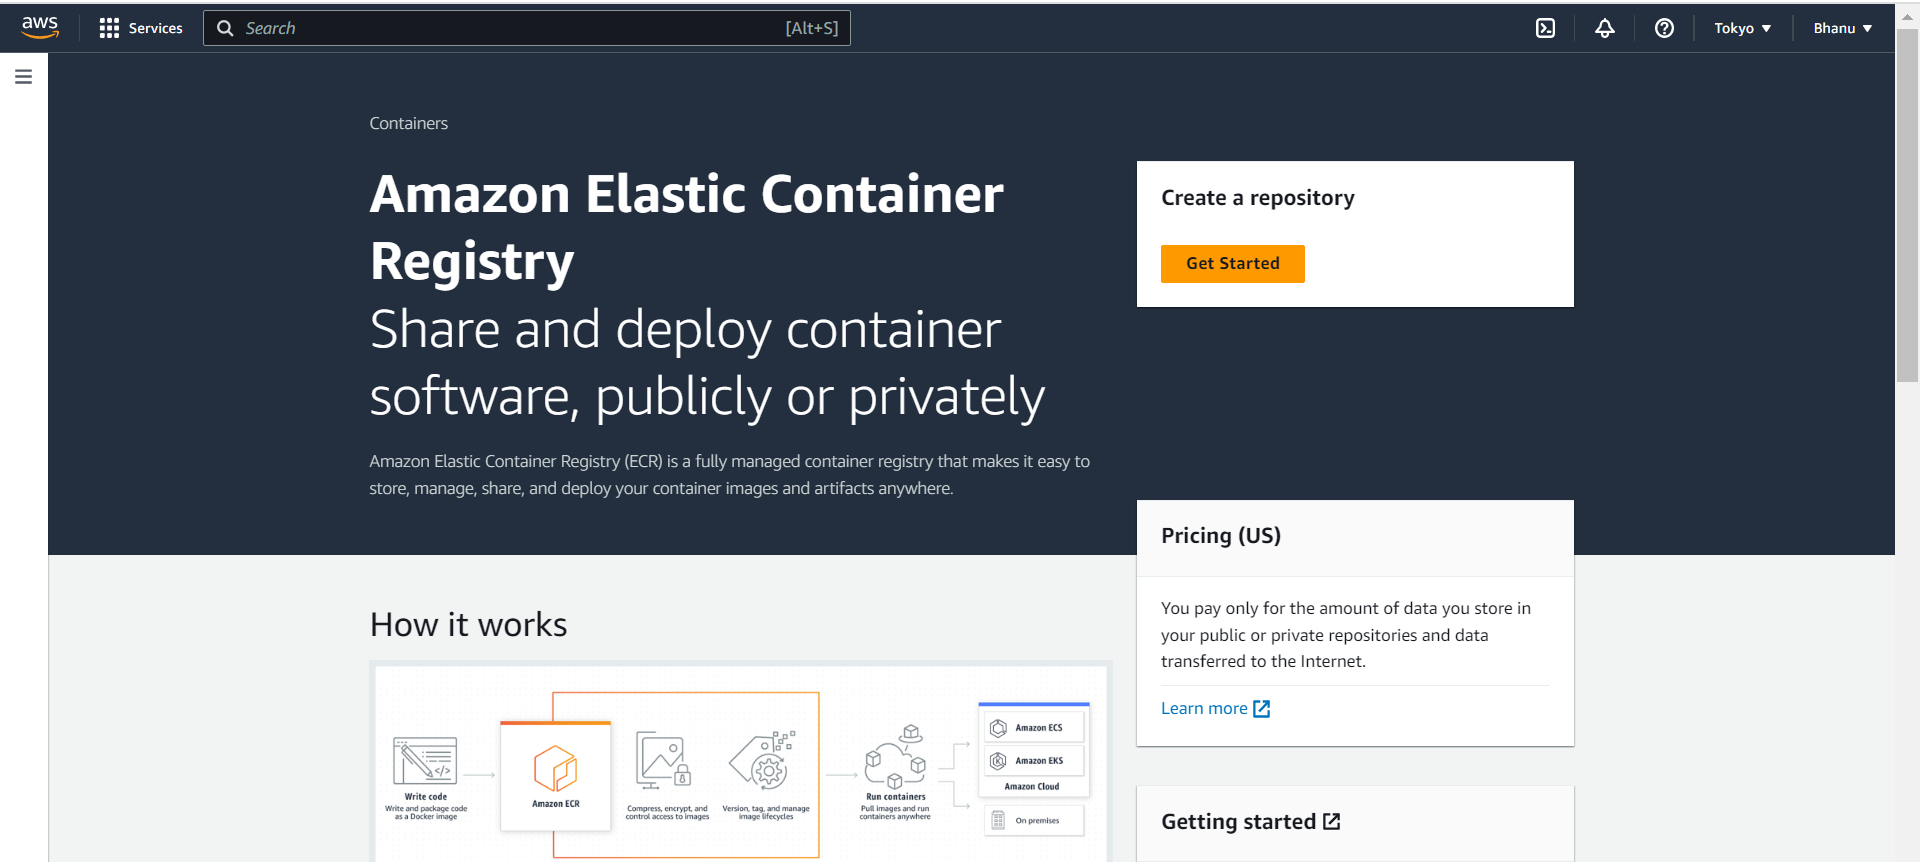 aws
Services
Search
[Alt+S]
Tokyo
Bhanu
Containers
Amazon Elastic Container
Registry
Share and deploy container
software, publicly or privately
Amazon Elastic Container Registry (ECR) is a fully managed container registry that makes it easy to
store, manage, share, and deploy your container images and artifacts anywhere.
Create a repository
Get Started
Pricing (US)
You pay only for the amount of data you store in
your public or private repositories and data
transferred to the Internet.
Learn more
Getting started
How it works
Write code
Write and package code
as a Docker image
Amazon ECR
Compress, encrypt, and
control access to images
Version, tag, and manage
image lifecycles
Run containers
Pull images and run
containers anywhere
Amazon ECS
Amazon EKS
Amazon Cloud
On premises